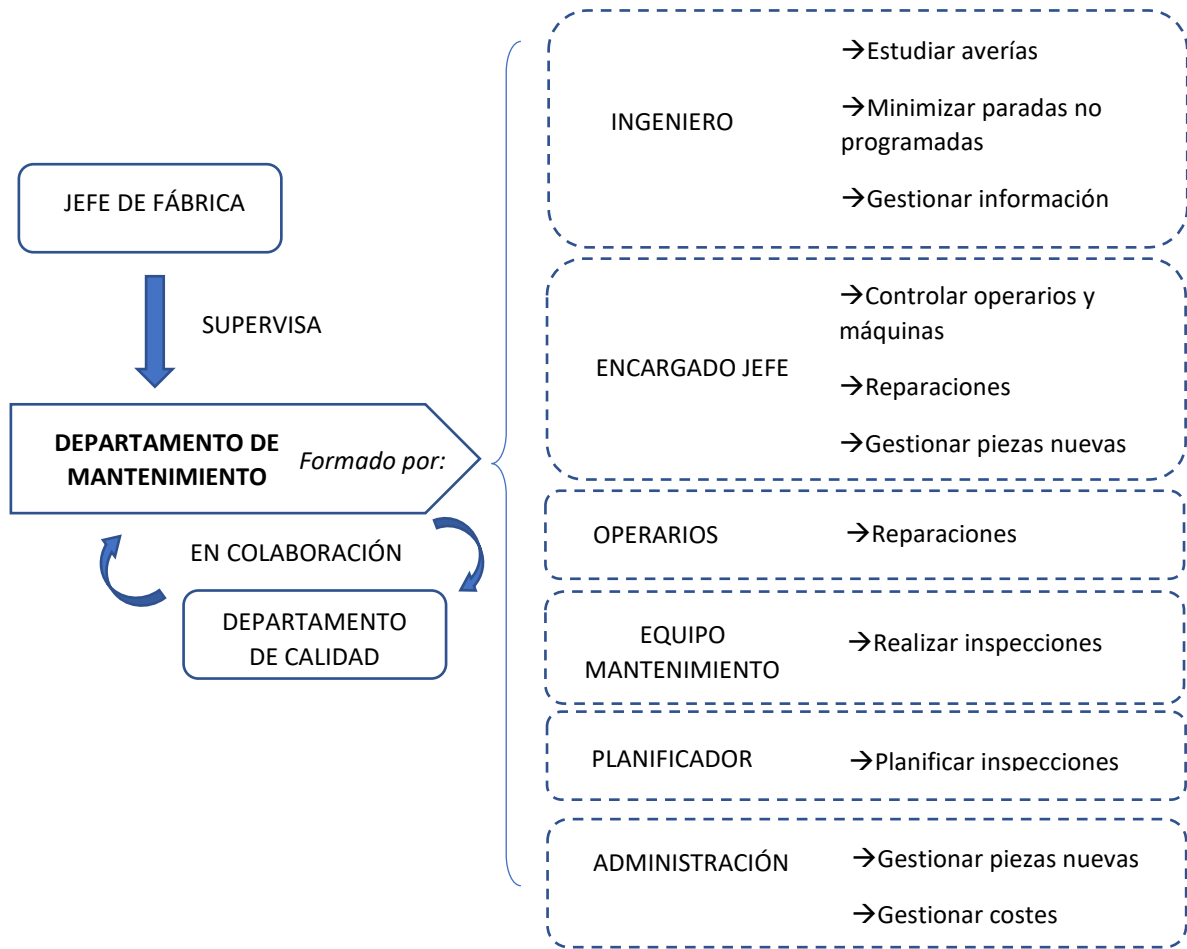 JEFE DE FÁBRICA
SUPERVISA
DEPARTAMENTO DE
MANTENIMIENTO
Formado por:
EN COLABORACIÓN
DEPARTAMENTO
DE CALIDAD
INGENIERO
→Estudiar averías
→Minimizar paradas no
programadas
→Gestionar información
ENCARGADO JEFE
→Controlar operarios y
máquinas
→Reparaciones
→Gestionar piezas nuevas
OPERARIOS
→Reparaciones
EQUIPO
MANTENIMIENTO
→Realizar inspecciones
PLANIFICADOR
→Planificar inspecciones
ADMINISTRACIÓN
→Gestionar piezas nuevas
→Gestionar costes